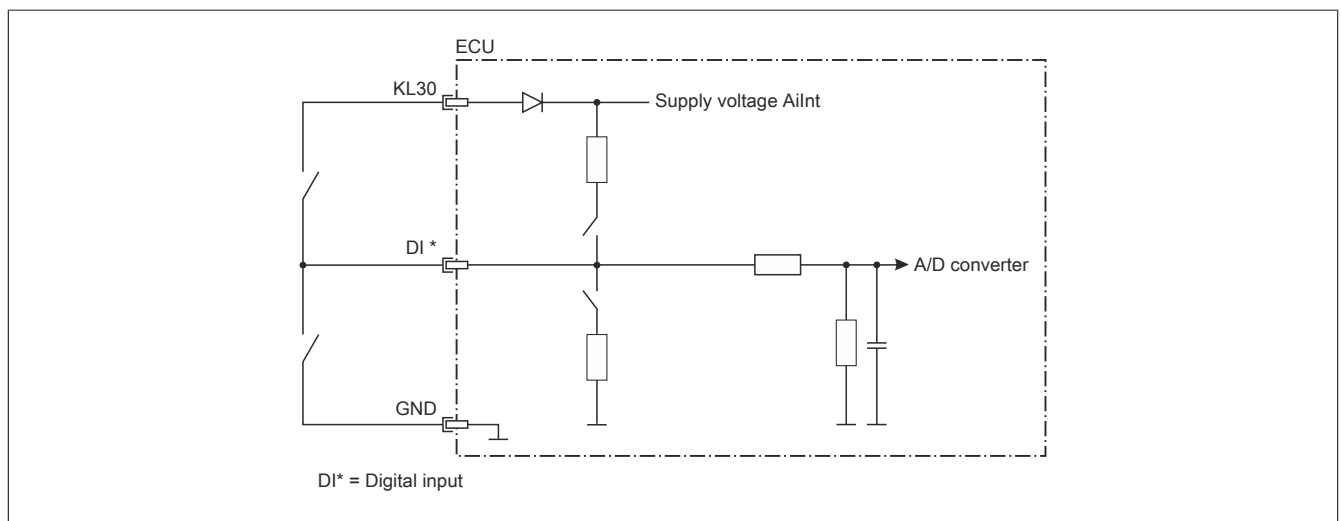 ECU
KL30
Supply voltage AiInt
DI *
A/D converter
GND
DI* = Digital input